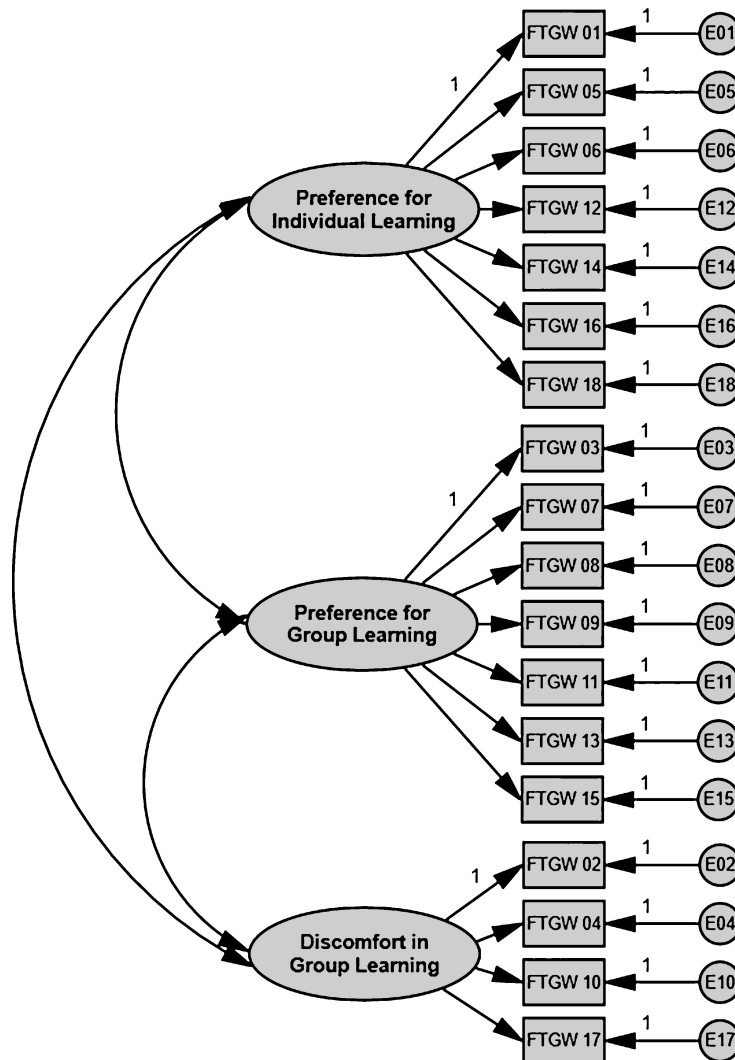 1
FTGW 01
1
E01
FTGW 05
1
E05
FTGW 06
1
E06
Preference for
Individual Learning
FTGW 12
1
E12
FTGW 14
1
E14
FTGW 16
1
E16
FTGW 18
1
E18
1
FTGW 03
1
E03
FTGW 07
1
E07
FTGW 08
1
E08
Preference for
Group Learning
FTGW 09
1
E09
FTGW 11
1
E11
FTGW 13
1
E13
FTGW 15
1
E15
1
FTGW 02
1
E02
Discomfort in
Group Learning
FTGW 04
1
E04
FTGW 10
1
E10
FTGW 17
1
E17